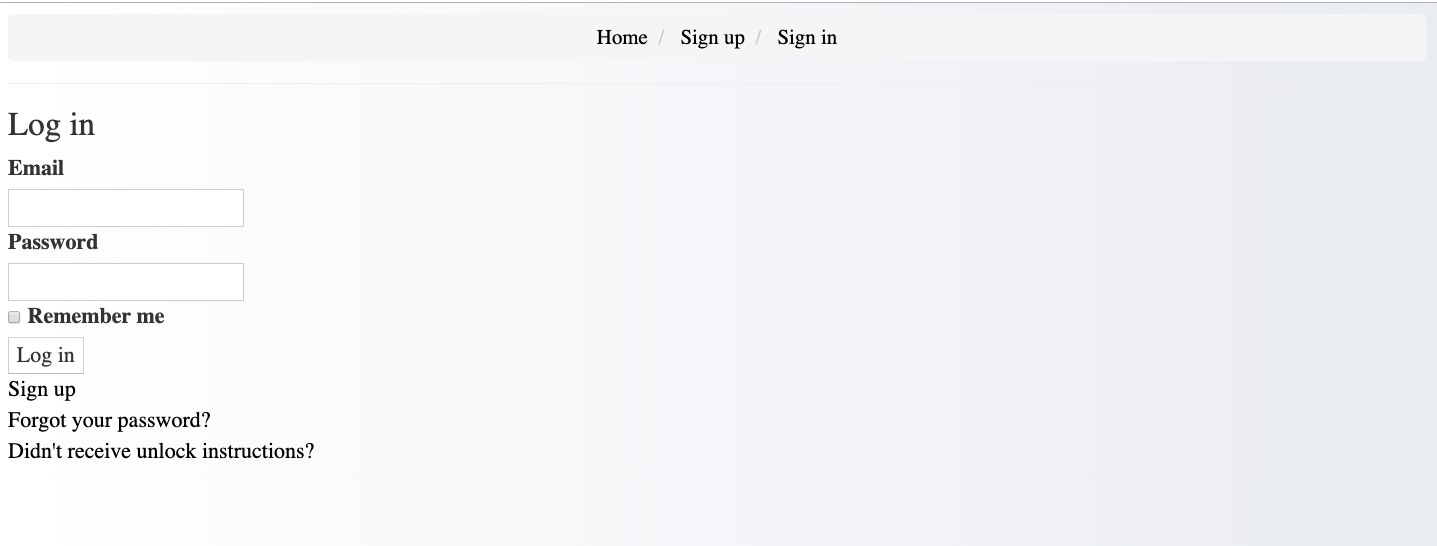 Home / Sign up / Sign in
Log in
Email
Password
Remember me
Log in
Sign up
Forgot your password?
Didn't receive unlock instructions?